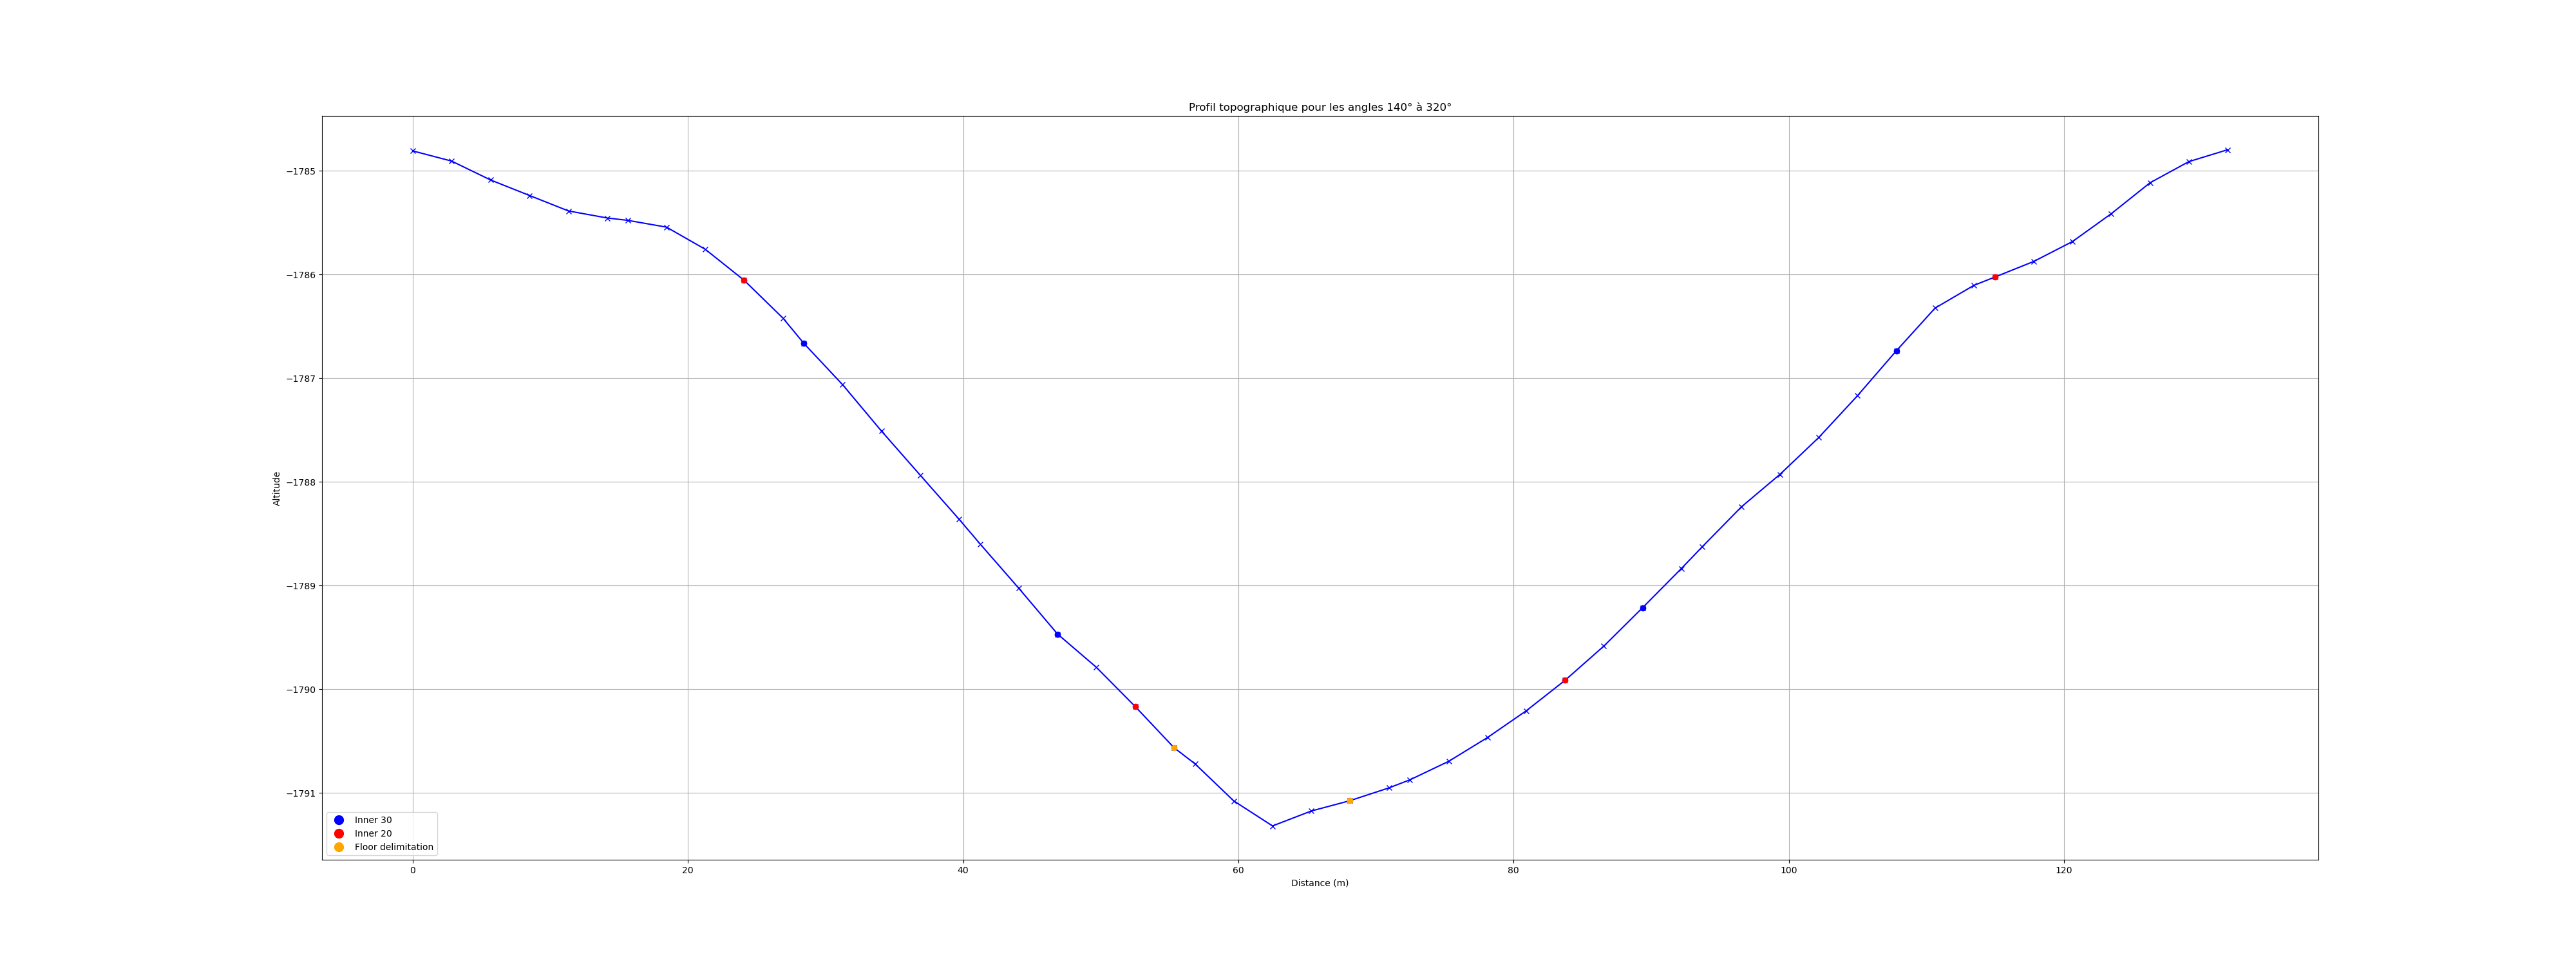 Profil topographique pour les angles 140° à 320°
Altitude
−1785
−1786
−1787
−1788
−1789
−1790
−1791
Inner 30
Inner 20
Floor delimitation
0
20
40
60
80
100
120
Distance (m)